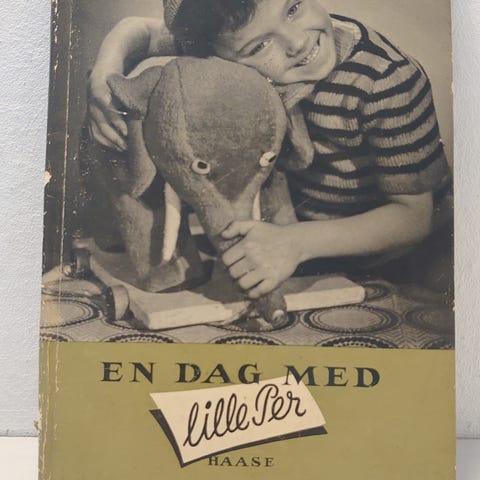 EN DAG MED
lille Per
HAASE